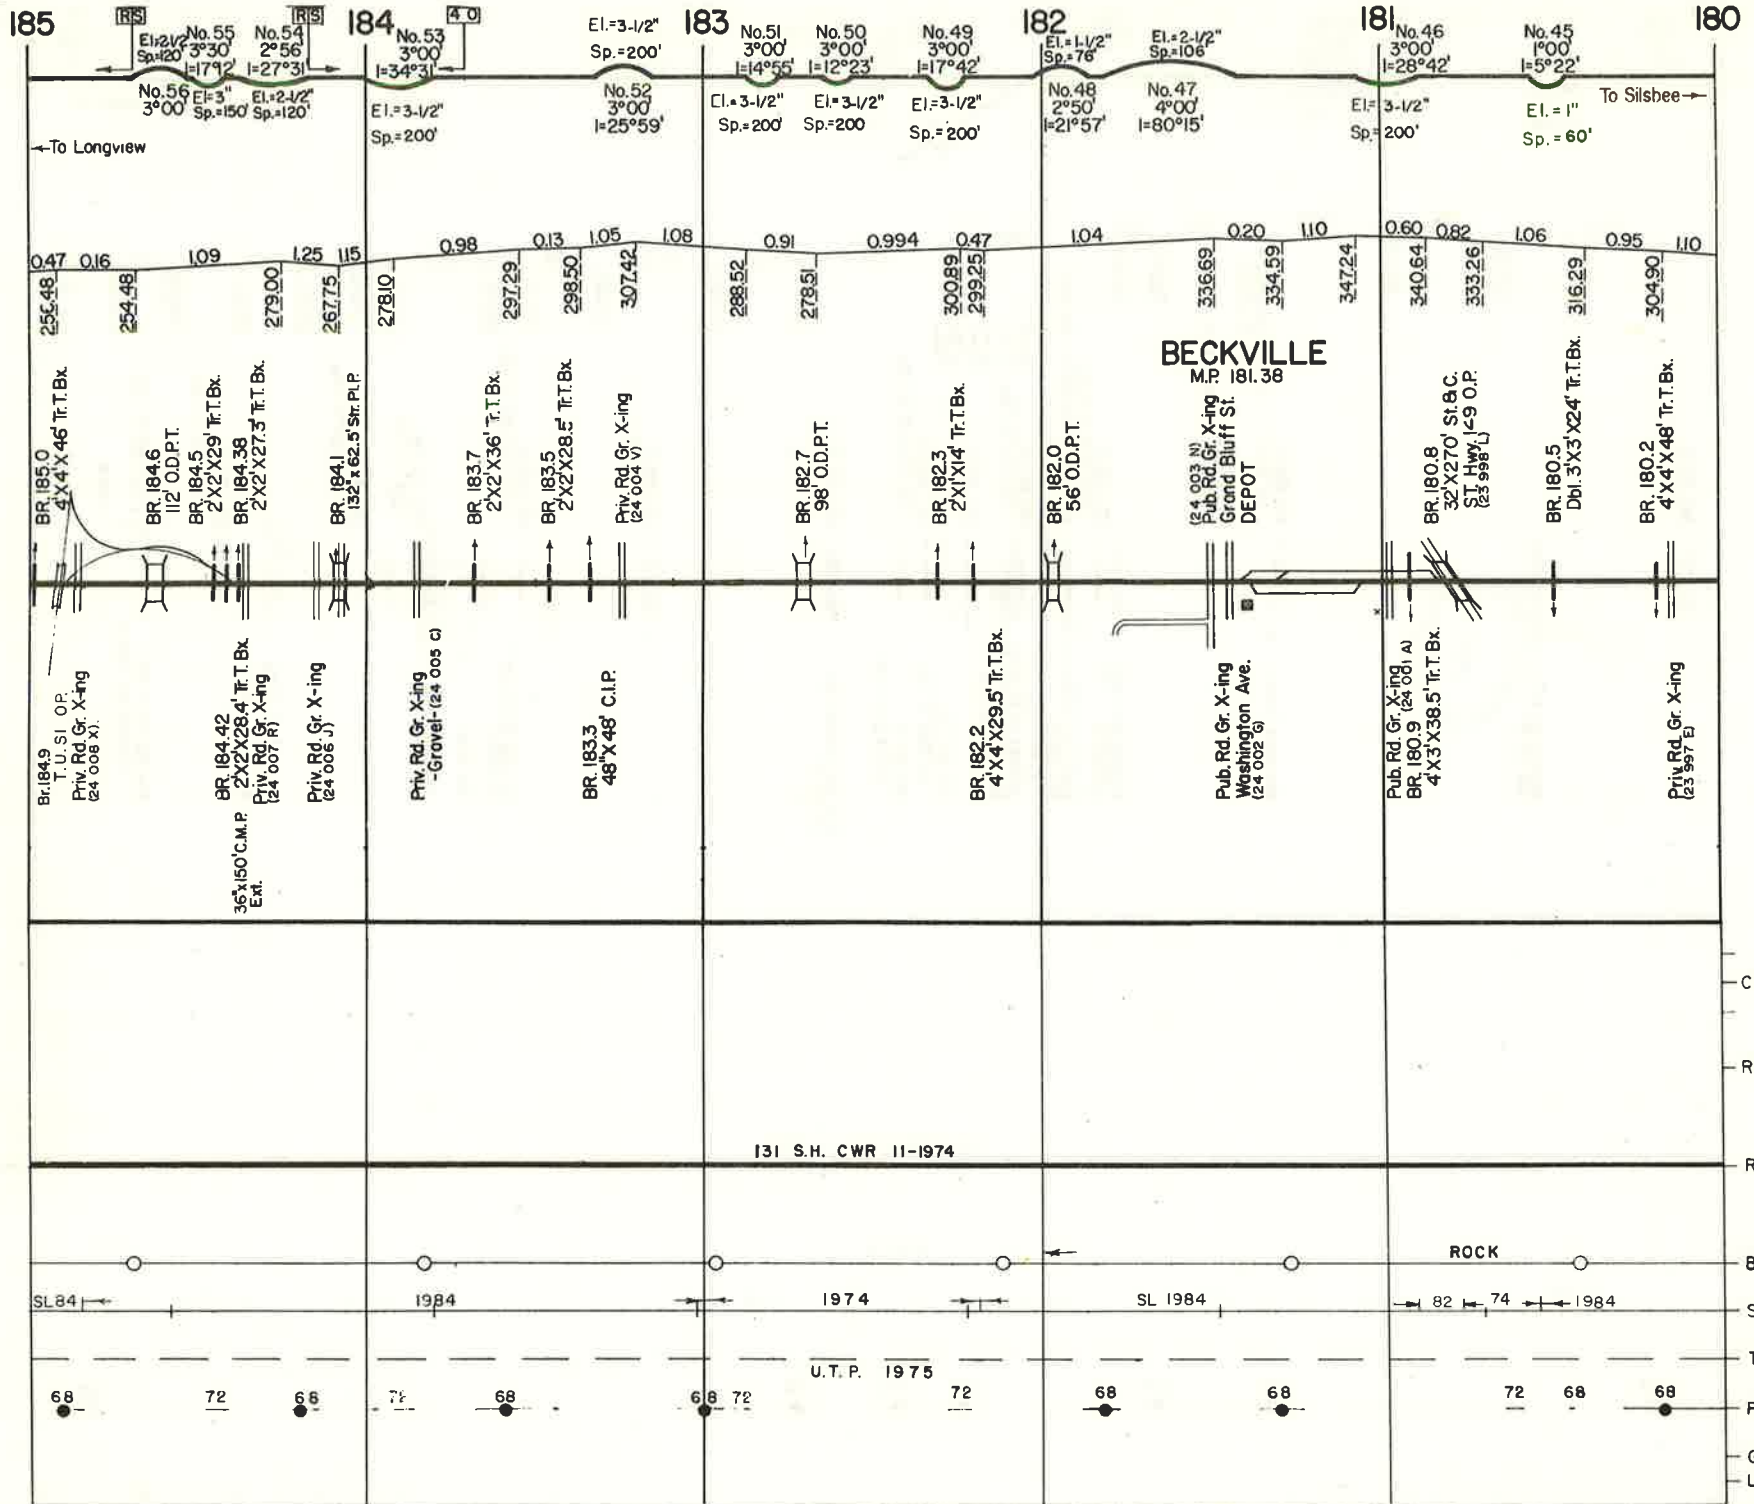 185
184
183
182
181
180
RS
RS
40
El=2-1/2"
Sp=120'
No.55
3°30'
I=17°12'
No.54
2°56'
I=27°31'
No.53
3°00'
I=34°31'
El.=3-1/2"
Sp.=200'
No.51
3°00'
I=14°55'
No.50
3°00'
I=12°23'
No.49
3°00'
I=17°42'
El.=1-1/2"
Sp.=76'
El.=2-1/2"
Sp.=106'
No.46
3°00'
I=28°42'
No.45
1°00'
I=5°22'
No.56
3°00'
El=3"
Sp.=150'
El.=2-1/2"
Sp.=120'
El.=3-1/2"
Sp.=200'
No.52
3°00'
I=25°59'
El.=3-1/2"
Sp.=200'
El.=3-1/2"
Sp.=200
El.=3-1/2"
Sp.=200'
No.48
2°50'
I=21°57'
No.47
4°00'
I=80°15'
El.=3-1/2"
Sp.=200'
El.=1"
Sp.=60'
To Silsbee→
←To Longview
0.47 0.16 1.09 1.25 1.15 0.98 0.13 1.05 1.08 0.91 0.994 0.47 1.04 0.20 1.10 0.60 0.82 1.06 0.95 1.10
254.48
279.00
267.75
278.10
297.29
298.50
307.42
288.52
278.51
300.89
299.25
336.69
334.59
347.24
340.64
333.26
316.29
304.90
BECKVILLE
M.P. 181.38
BR. 185.0
4'X4'X46' Tr.T.Bx.
BR. 184.6
112' O.D.P.T.
BR. 184.5
2'X2'X29' Tr.T.Bx.
BR. 184.38
2'X2'X27.3' Tr.T.Bx.
BR. 184.1
132"x62.5' Str. P.L.P.
BR. 183.7
2'X2'X36' Tr.T.Bx.
BR. 183.5
2'X2'X28.5' Tr.T.Bx.
Priv. Rd. Gr. X-ing
(24 004 V)
BR. 182.7
98' O.D.P.T.
BR. 182.3
2'X1'X14' Tr.T.Bx.
BR. 182.0
56' O.D.P.T.
(24 003 N)
Pub. Rd. Gr. X-ing
Grand Bluff St.
DEPOT
BR. 180.8
32'X270' St.&C.
ST. Hwy. 149 O.P.
(23 998 L)
BR. 180.5
Dbl. 3'X3'X24' Tr.T.Bx.
BR. 180.2
4'X4'X48' Tr.T.Bx.
Br.184.9
T.U.SI O.P.
Priv. Rd. Gr. X-ing
(24 008 X).
36"x150' C.M.P.
Ext.
BR. 184.42
2'X2'X28.4' Tr.T.Bx.
Priv. Rd. Gr. X-ing
(24 007 R)
Priv. Rd. Gr. X-ing
(24 006 J)
Priv. Rd. Gr. X-ing
-Gravel-(24 005 C)
BR. 183.3
48"X48' C.I.P.
BR. 182.2
4'X4'X29.5' Tr.T.Bx.
Pub. Rd. Gr. X-ing
Washington Ave.
(24 002 G)
Pub. Rd. Gr. X-ing
BR. 180.9 (24 001 A)
4'X3'X38.5' Tr.T.Bx.
Priv. Rd. Gr. X-ing
(23 997 E)
C
R
131 S.H. CWR 11-1974
R
ROCK
B
SL84 1984 1974 SL 1984 82 74 1984
S
T
U.T.P. 1975
68 72 68 68 68 72 72 68 68 72 68 68